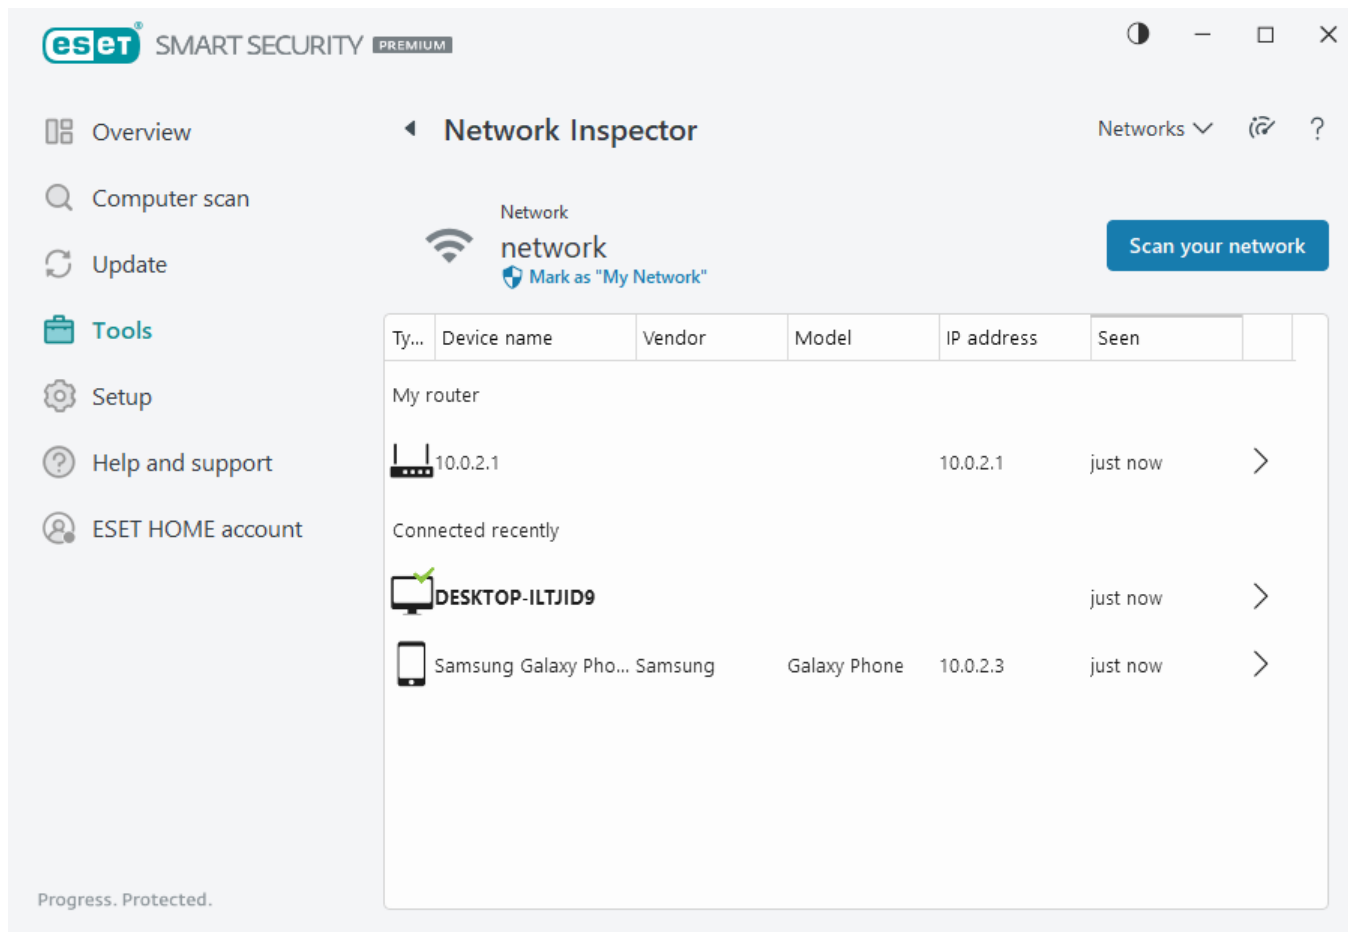 eset® SMART SECURITY PREMIUM
Overview
Computer scan
Update
Tools
Setup
Help and support
ESET HOME account
Progress. Protected.
Network Inspector
Networks
?
Network
network
Mark as "My Network"
Scan your network
Ty... Device name Vendor Model IP address Seen
My router
10.0.2.1 10.0.2.1 just now
Connected recently
DESKTOP-ILTJID9 just now
Samsung Galaxy Pho... Samsung Galaxy Phone 10.0.2.3 just now